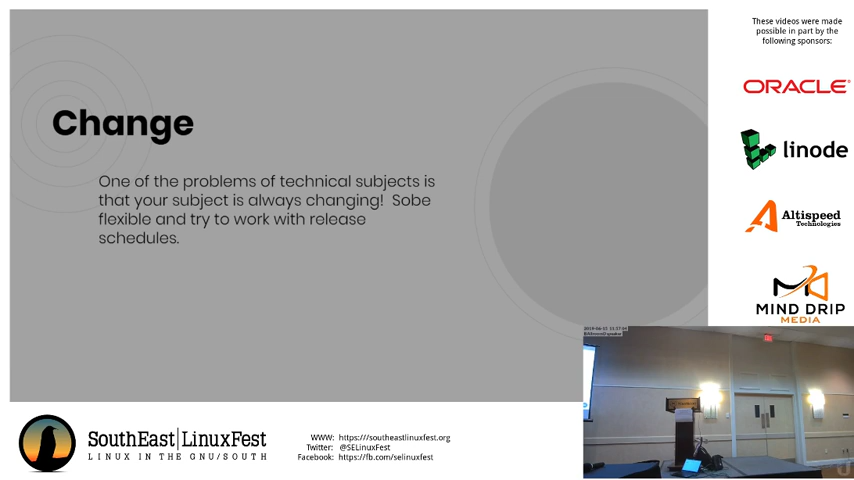 Change
One of the problems of technical subjects is
that your subject is always changing!  Sobe
flexible and try to work with release
schedules.
These videos were made
possible in part by the
following sponsors:
ORACLE
linode
Altispeed
Technologies
MIND DRIP
MEDIA
SouthEast|LinuxFest
LINUX IN THE GNU/SOUTH
WWW: https:///southeastlinuxfest.org
Twitter: @SELinuxFest
Facebook: https://fb.com/selinuxfest